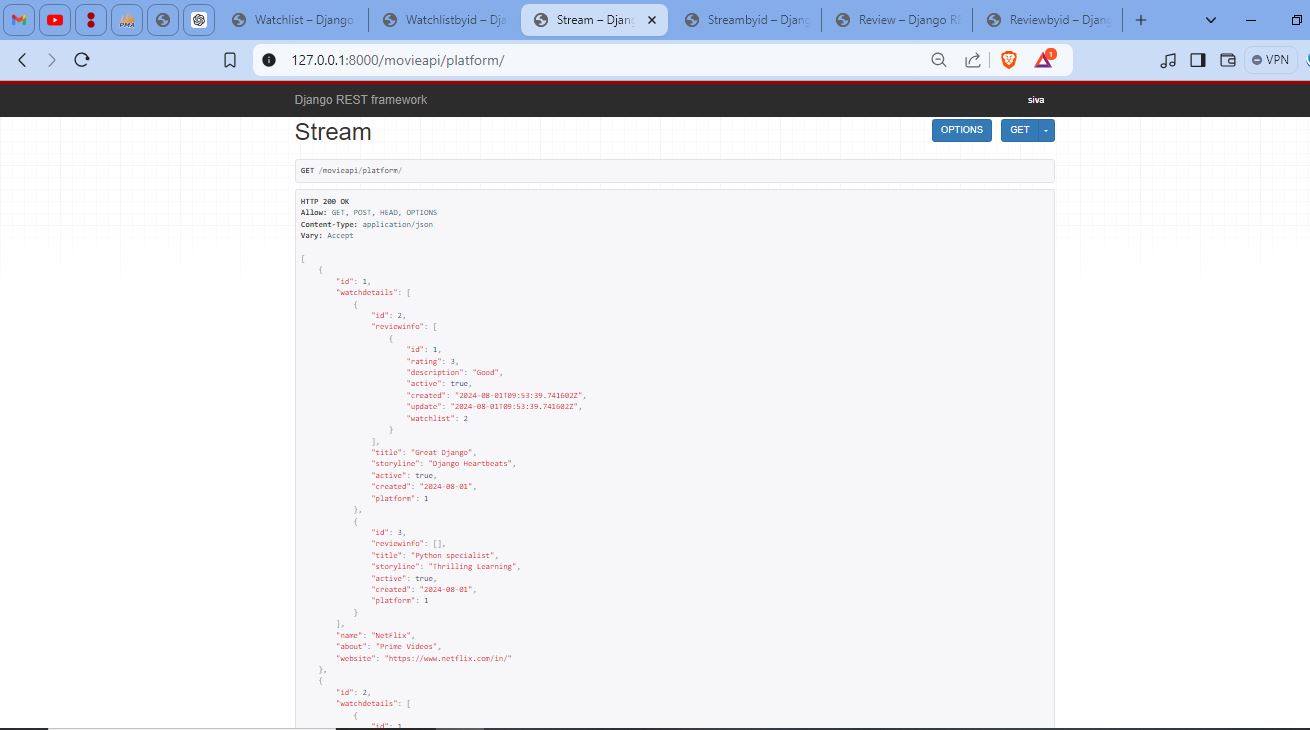 Watchlist – Django
Watchlistbyid – Dja
Stream – Djang
Streambyid – Djang
Review – Django RE
Reviewbyid – Djang
PMA
127.0.0.1:8000/movieapi/platform/
1
VPN
Django REST framework
siva
Stream
OPTIONS
GET
GET /movieapi/platform/
HTTP 200 OK
Allow: GET, POST, HEAD, OPTIONS
Content-Type: application/json
Vary: Accept
[
{
"id": 1,
"watchdetails": [
{
"id": 2,
"reviewinfo": [
{
"id": 1,
"rating": 3,
"description": "Good",
"active": true,
"created": "2024-08-01T09:53:39.741602Z",
"update": "2024-08-01T09:53:39.741602Z",
"watchlist": 2
}
],
"title": "Great Django",
"storyline": "Django Heartbeats",
"active": true,
"created": "2024-08-01",
"platform": 1
},
{
"id": 3,
"reviewinfo": [],
"title": "Python specialist",
"storyline": "Thrilling Learning",
"active": true,
"created": "2024-08-01",
"platform": 1
}
],
"name": "NetFlix",
"about": "Prime Videos",
"website": "https://www.netflix.com/in/"
},
{
"id": 2,
"watchdetails": [
{
"id": 1,